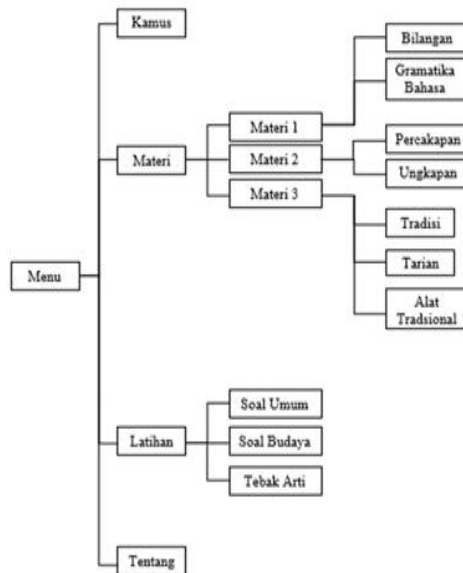 Kamus
Bilangan
Gramatika
Bahasa
Materi 1
Percakapan
Materi
Materi 2
Ungkapan
Materi 3
Tradisi
Tarian
Menu
Alat
Tradsional
Soal Umum
Latihan
Soal Budaya
Tebak Arti
Tentang